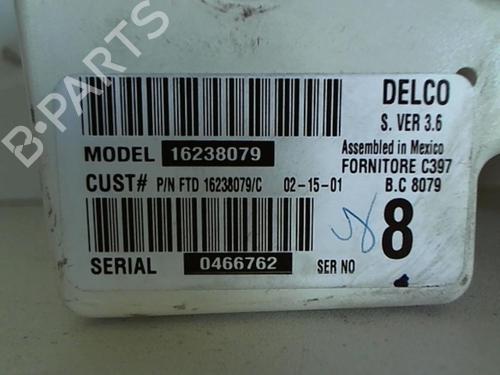 B-PARTS
DELCO
S. VER 3.6
MODEL 16238079
Assembled in Mexico
FORNITORE C397
CUST# P/N FTD 16238079/C 02-15-01
B.C 8079
8
SERIAL 0466762 SER NO